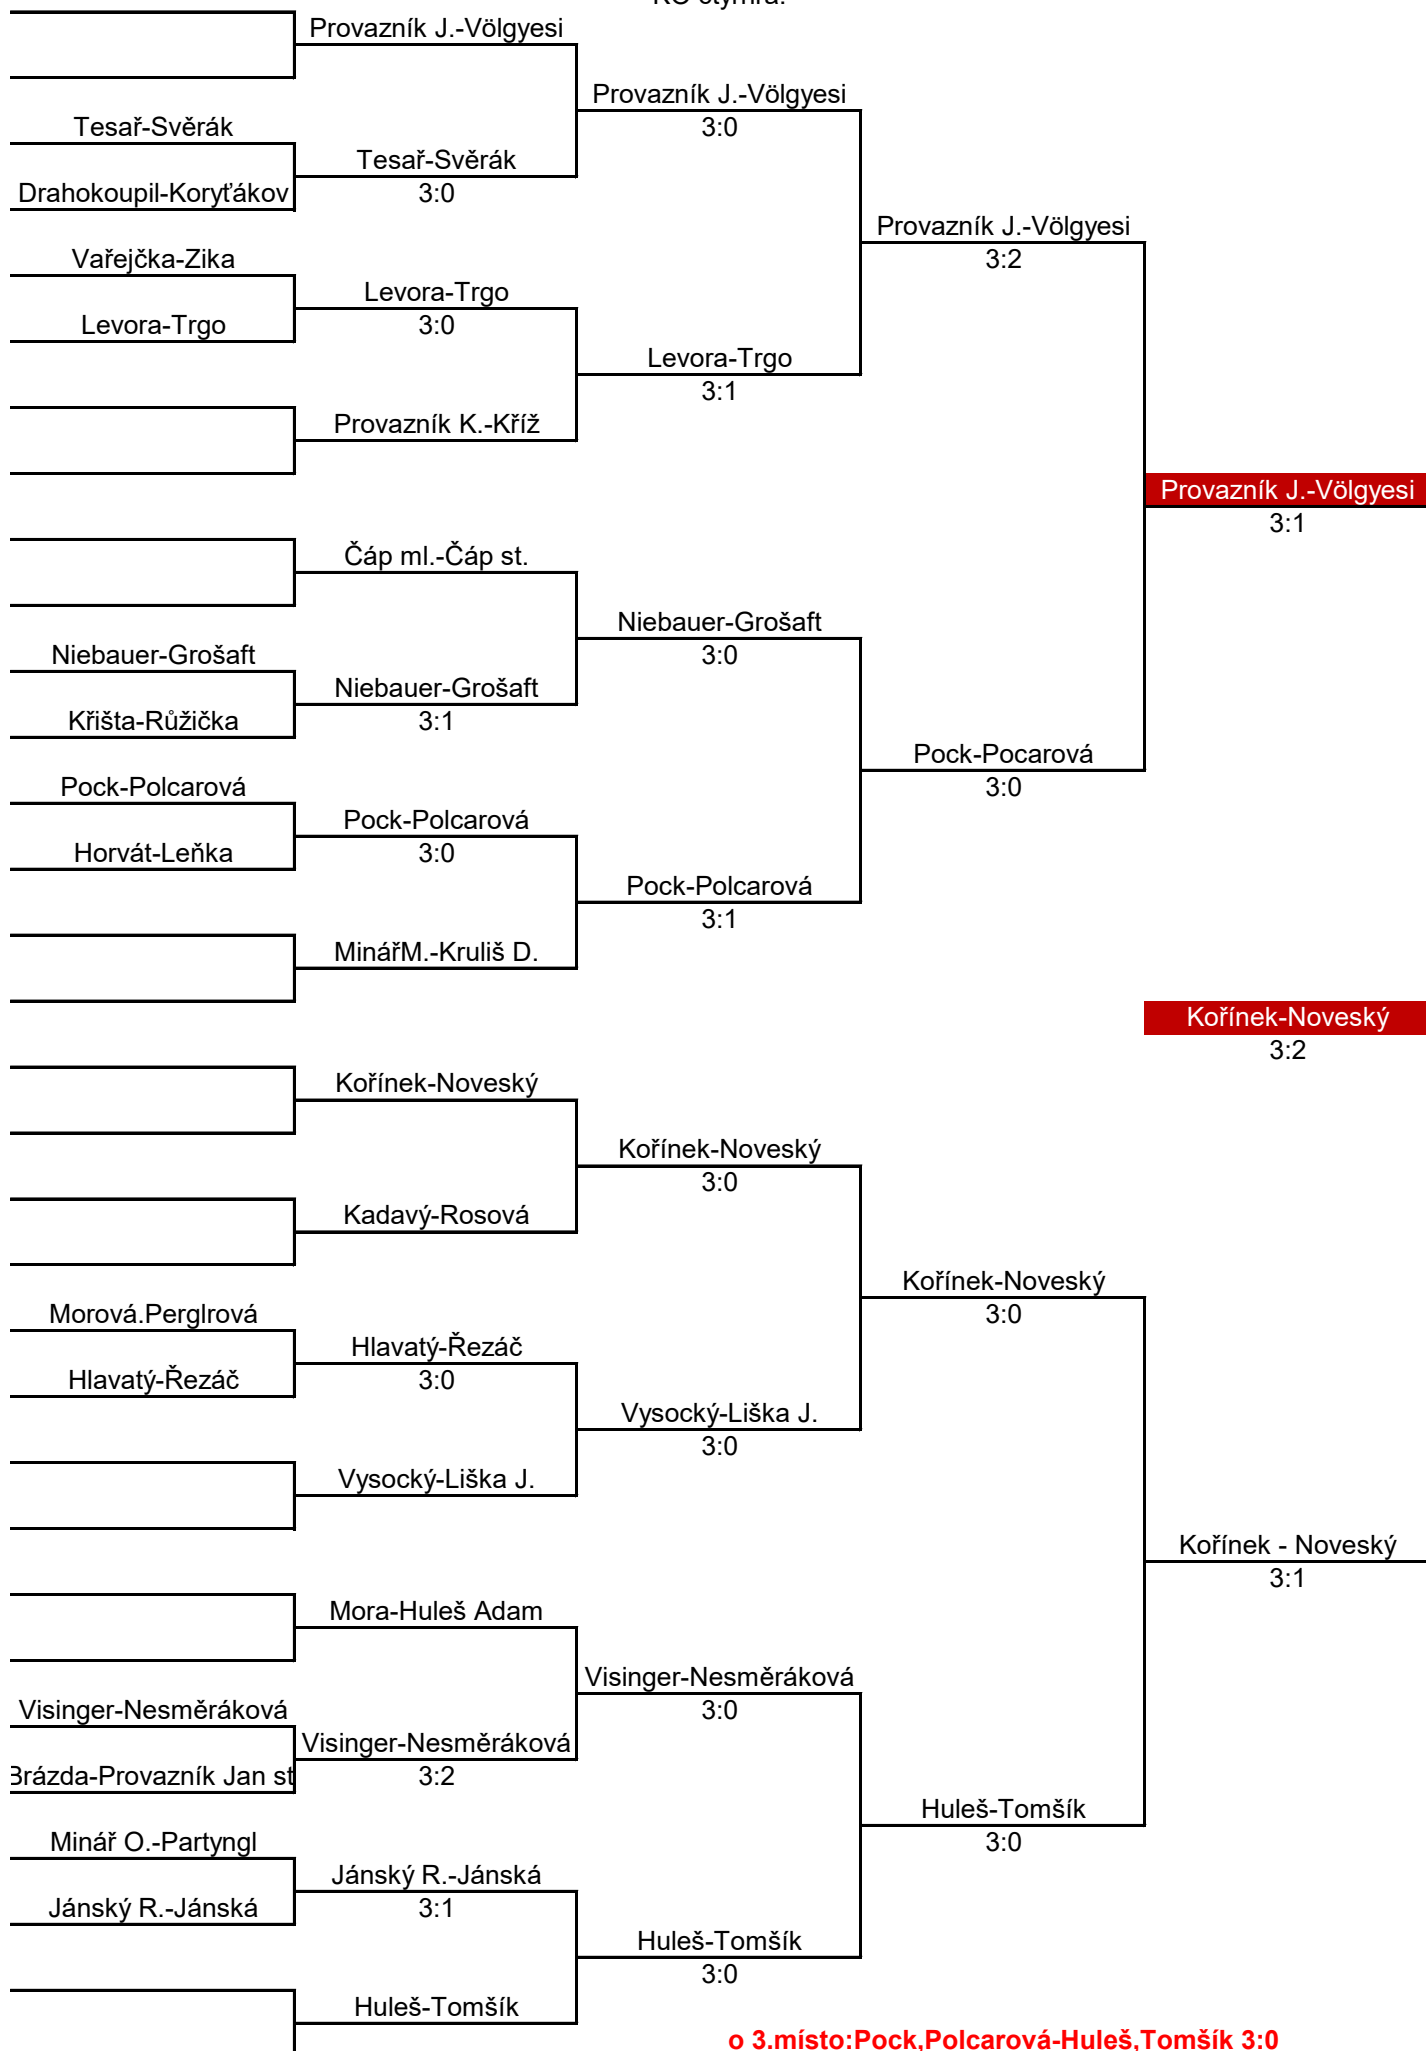 KO čtyřhra:
Provazník J.-Völgyesi
Provazník J.-Völgyesi
3:0
Tesař-Svěrák
Tesař-Svěrák
3:0
Drahokoupil-Koryťákov
Provazník J.-Völgyesi
3:2
Vařejčka-Zika
Levora-Trgo
3:0
Levora-Trgo
Levora-Trgo
3:1
Provazník K.-Kříž
Provazník J.-Völgyesi
3:1
Čáp ml.-Čáp st.
Niebauer-Grošaft
3:0
Niebauer-Grošaft
Niebauer-Grošaft
3:1
Křišta-Růžička
Pock-Pocarová
3:0
Pock-Polcarová
Pock-Polcarová
3:0
Horvát-Leňka
Pock-Polcarová
3:1
MinářM.-Kruliš D.
Kořínek-Noveský
3:2
Kořínek-Noveský
Kořínek-Noveský
3:0
Kadavý-Rosová
Kořínek-Noveský
3:0
Morová.Perglrová
Hlavatý-Řezáč
3:0
Hlavatý-Řezáč
Vysocký-Liška J.
3:0
Vysocký-Liška J.
Kořínek - Noveský
3:1
Mora-Huleš Adam
Visinger-Nesměráková
3:0
Visinger-Nesměráková
Visinger-Nesměráková
3:2
Brázda-Provazník Jan st
Huleš-Tomšík
3:0
Minář O.-Partyngl
Jánský R.-Jánská
3:1
Jánský R.-Jánská
Huleš-Tomšík
3:0
Huleš-Tomšík
o 3.místo:Pock,Polcarová-Huleš,Tomšík 3:0